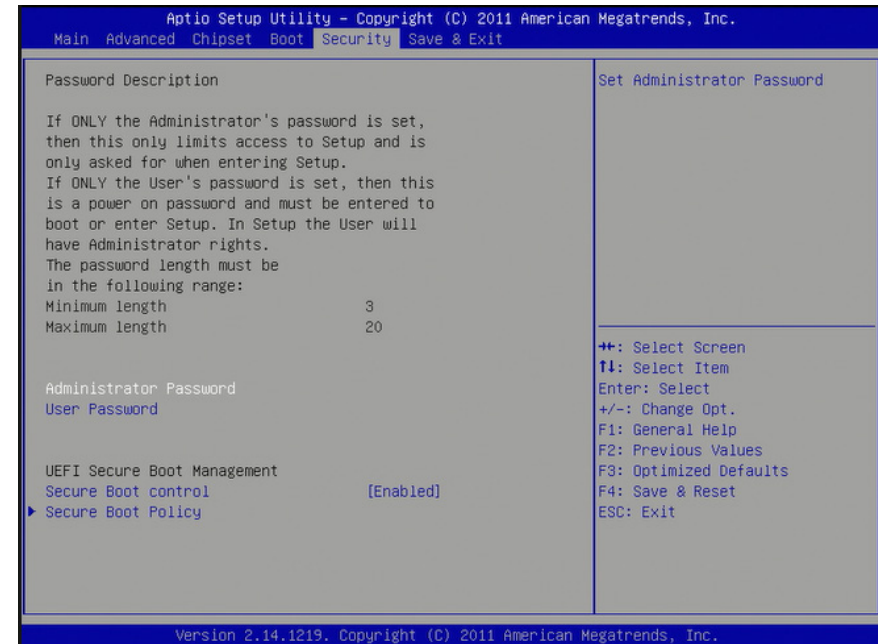 Aptio Setup Utility – Copyright (C) 2011 American Megatrends, Inc.
Main Advanced Chipset Boot Security Save & Exit
Password Description
If ONLY the Administrator's password is set,
then this only limits access to Setup and is
only asked for when entering Setup.
If ONLY the User's password is set, then this
is a power on password and must be entered to
boot or enter Setup. In Setup the User will
have Administrator rights.
The password length must be
in the following range:
Minimum length 3
Maximum length 20
Administrator Password
User Password
UEFI Secure Boot Management
Secure Boot control [Enabled]
Secure Boot Policy
Set Administrator Password
→←: Select Screen
↑↓: Select Item
Enter: Select
+/-: Change Opt.
F1: General Help
F2: Previous Values
F3: Optimized Defaults
F4: Save & Reset
ESC: Exit
Version 2.14.1219. Copyright (C) 2011 American Megatrends, Inc.